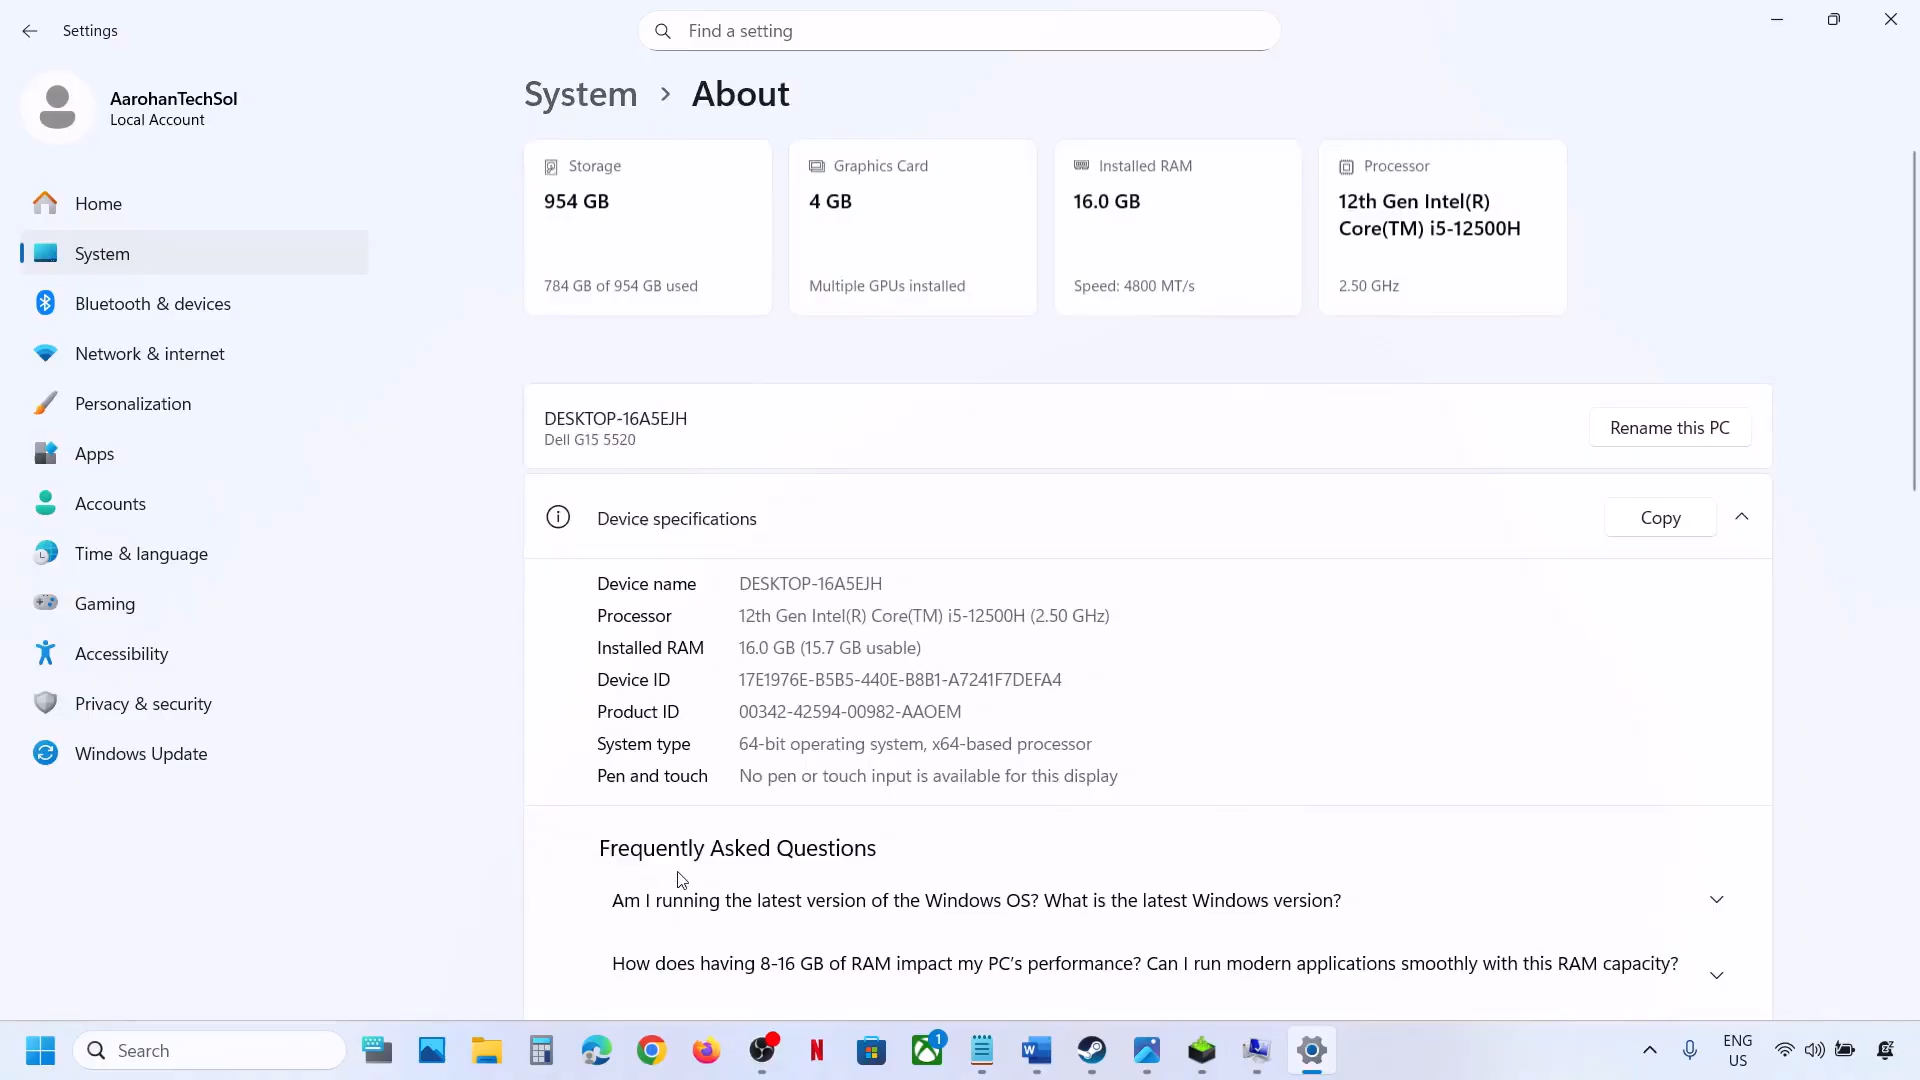 Settings
Find a setting
AarohanTechSol
Local Account
Home
System
Bluetooth & devices
Network & internet
Personalization
Apps
Accounts
Time & language
Gaming
Accessibility
Privacy & security
Windows Update
System > About
Storage
954 GB
784 GB of 954 GB used
Graphics Card
4 GB
Multiple GPUs installed
Installed RAM
16.0 GB
Speed: 4800 MT/s
Processor
12th Gen Intel(R)
Core(TM) i5-12500H
2.50 GHz
DESKTOP-16A5EJH
Dell G15 5520
Rename this PC
Device specifications
Copy
Device name DESKTOP-16A5EJH
Processor 12th Gen Intel(R) Core(TM) i5-12500H (2.50 GHz)
Installed RAM 16.0 GB (15.7 GB usable)
Device ID 17E1976E-B5B5-440E-B8B1-A7241F7DEFA4
Product ID 00342-42594-00982-AAOEM
System type 64-bit operating system, x64-based processor
Pen and touch No pen or touch input is available for this display
Frequently Asked Questions
Am I running the latest version of the Windows OS? What is the latest Windows version?
How does having 8-16 GB of RAM impact my PC's performance? Can I run modern applications smoothly with this RAM capacity?
Search
N
1
W
ENG
US